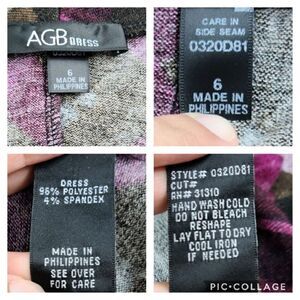 AGB DRESS
6
MADE IN
PHILIPPINES
CARE IN
SIDE SEAM
0320D81
6
MADE IN
PHILIPPINES
DRESS
96% POLYESTER
4% SPANDEX
MADE IN
PHILIPPINES
SEE OVER
FOR CARE
STYLE# 0320D81
CUT#
RN# 31310
HAND WASH COLD
DO NOT BLEACH
RESHAPE
LAY FLAT TO DRY
COOL IRON
IF NEEDED
PIC•COLLAGE